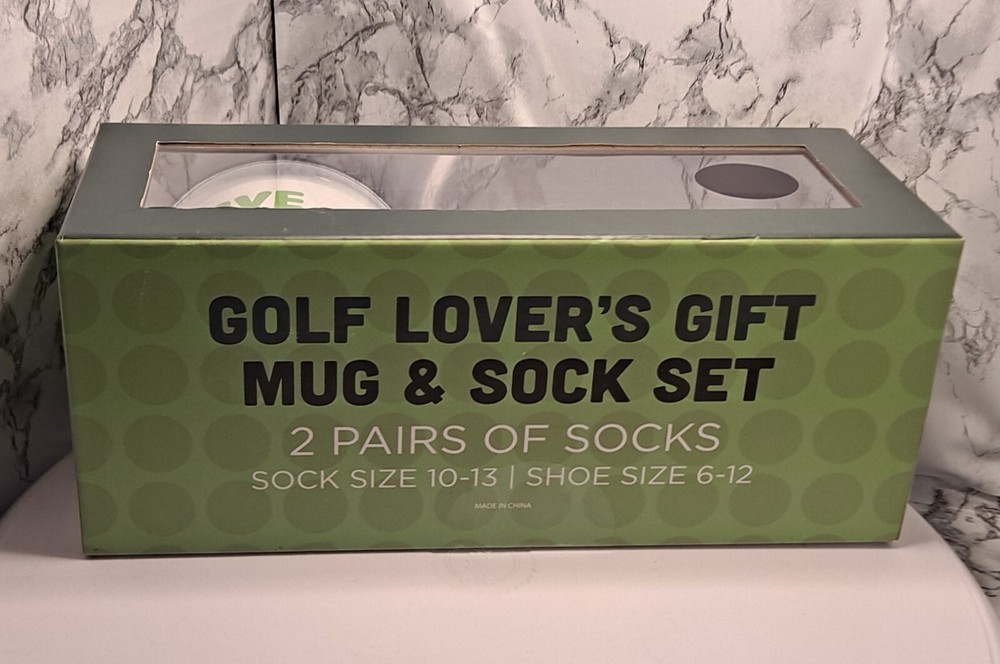 GOLF LOVER'S GIFT
MUG & SOCK SET
2 PAIRS OF SOCKS
SOCK SIZE 10-13 | SHOE SIZE 6-12
MADE IN CHINA